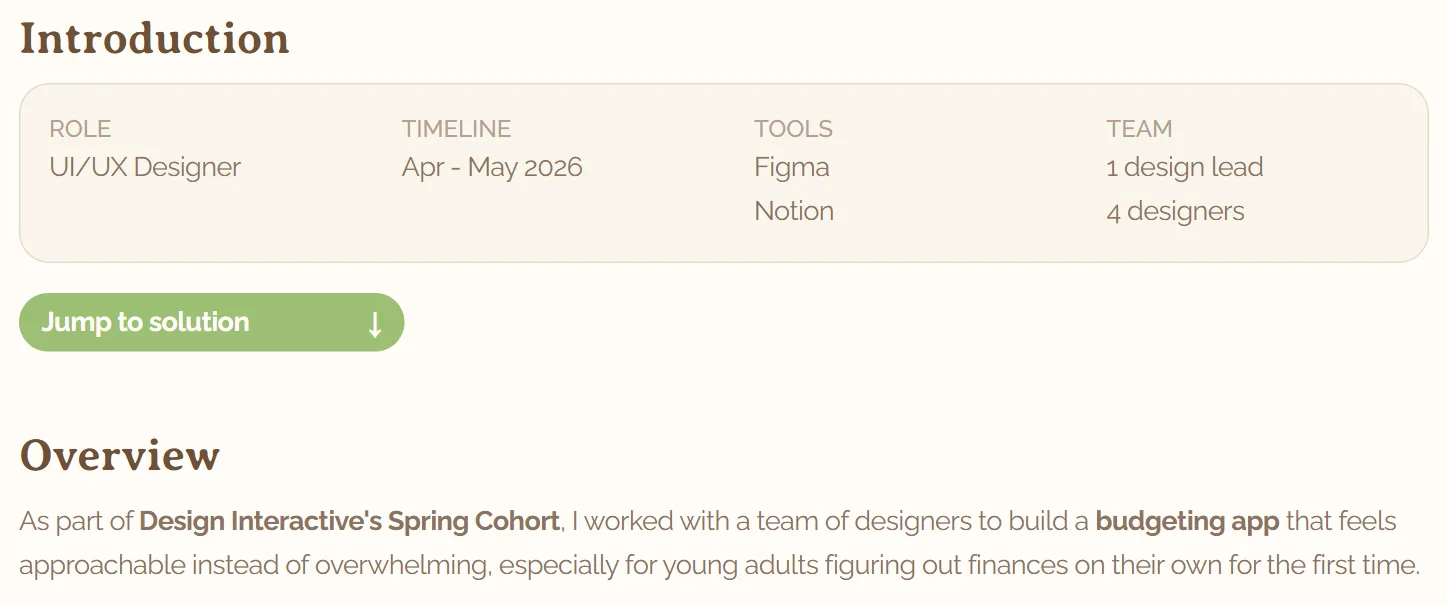 Introduction
ROLE
UI/UX Designer
TIMELINE
Apr - May 2026
TOOLS
Figma
Notion
TEAM
1 design lead
4 designers
Jump to solution ↓
Overview
As part of Design Interactive's Spring Cohort, I worked with a team of designers to build a budgeting app that feels
approachable instead of overwhelming, especially for young adults figuring out finances on their own for the first time.